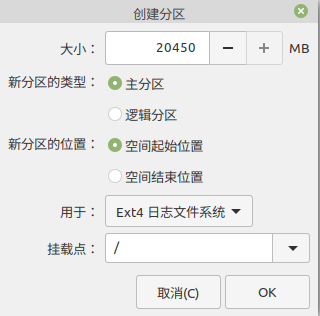 创建分区
大小： 20450 MB
新分区的类型： 主分区
逻辑分区
新分区的位置： 空间起始位置
空间结束位置
用于： Ext4 日志文件系统
挂载点： /
取消(C) OK